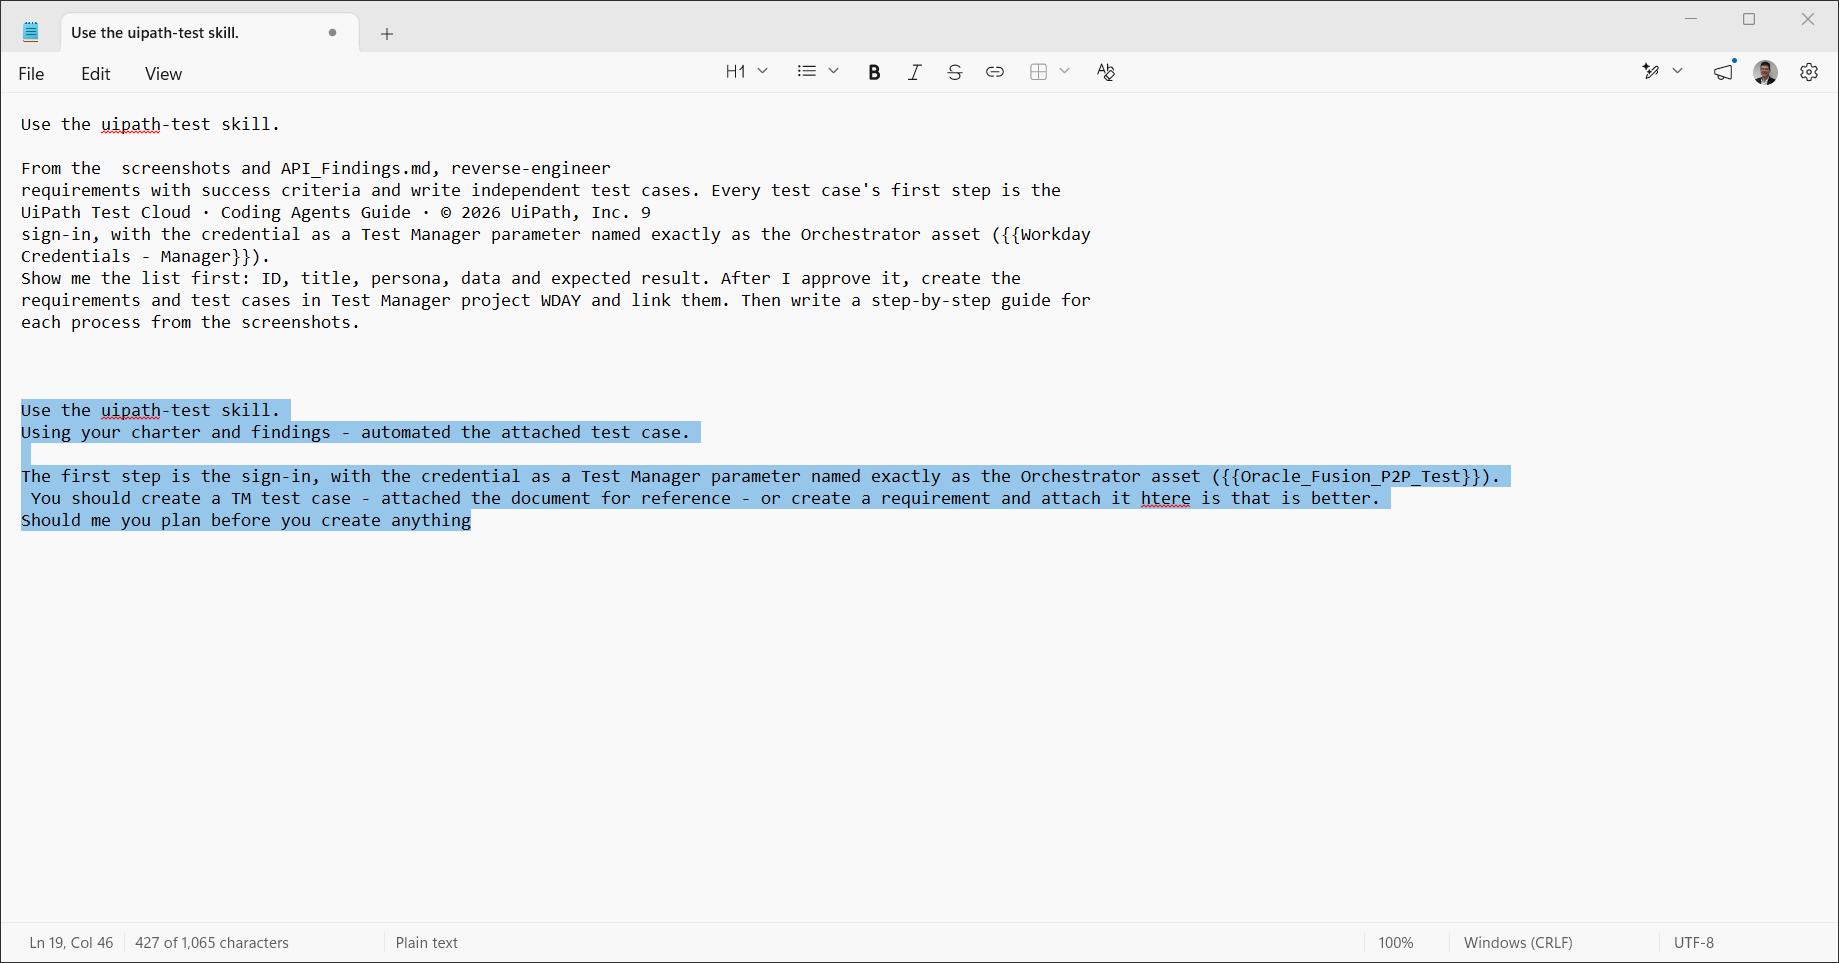 Use the uipath-test skill.
File
Edit
View
H1
B
I
S
Use the uipath-test skill.
From the  screenshots and API_Findings.md, reverse-engineer
requirements with success criteria and write independent test cases. Every test case's first step is the
UiPath Test Cloud · Coding Agents Guide · © 2026 UiPath, Inc. 9
sign-in, with the credential as a Test Manager parameter named exactly as the Orchestrator asset ({{Workday
Credentials - Manager}}).
Show me the list first: ID, title, persona, data and expected result. After I approve it, create the
requirements and test cases in Test Manager project WDAY and link them. Then write a step-by-step guide for
each process from the screenshots.
Use the uipath-test skill.
Using your charter and findings - automated the attached test case.
The first step is the sign-in, with the credential as a Test Manager parameter named exactly as the Orchestrator asset ({{Oracle_Fusion_P2P_Test}}).
You should create a TM test case - attached the document for reference - or create a requirement and attach it htere is that is better.
Should me you plan before you create anything
Ln 19, Col 46
427 of 1,065 characters
Plain text
100%
Windows (CRLF)
UTF-8